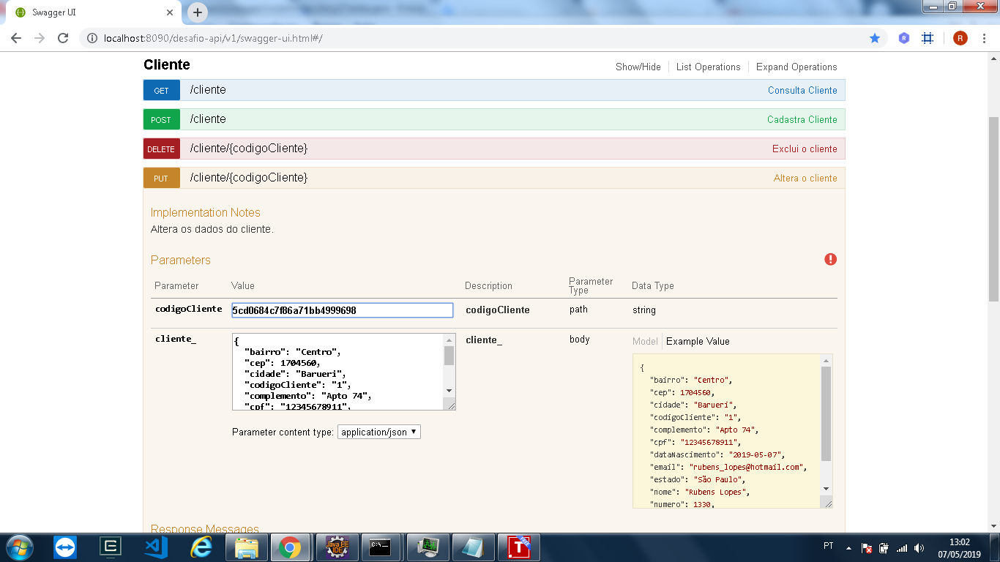 Swagger UI
localhost:8090/desafio-api/v1/swagger-ui.html#/
R
R
Cliente
Show/Hide
List Operations
Expand Operations
GET /cliente Consulta Cliente
POST /cliente Cadastra Cliente
DELETE /cliente/{codigoCliente} Exclui o cliente
PUT /cliente/{codigoCliente} Altera o cliente
Implementation Notes
Altera os dados do cliente.
Parameters
Parameter Value Description Parameter Type Data Type
codigoCliente 5cd0684c7f86a71bb4999698 codigoCliente path string
cliente_
{
"bairro": "Centro",
"cep": 1704560,
"cidade": "Barueri",
"codigoCliente": "1",
"complemento": "Apto 74",
"cpf": "12345678911",
Parameter content type: application/json
cliente_ body
Model Example Value
{
"bairro": "Centro",
"cep": 1704560,
"cidade": "Barueri",
"codigoCliente": "1",
"complemento": "Apto 74",
"cpf": "12345678911",
"dataNascimento": "2019-05-07",
"email": "rubens_lopes@hotmail.com",
"estado": "São Paulo",
"nome": "Rubens Lopes",
"numero": 1330,
Response Messages
Java EE
IDE
C:\_
T
PT
13:02
07/05/2019